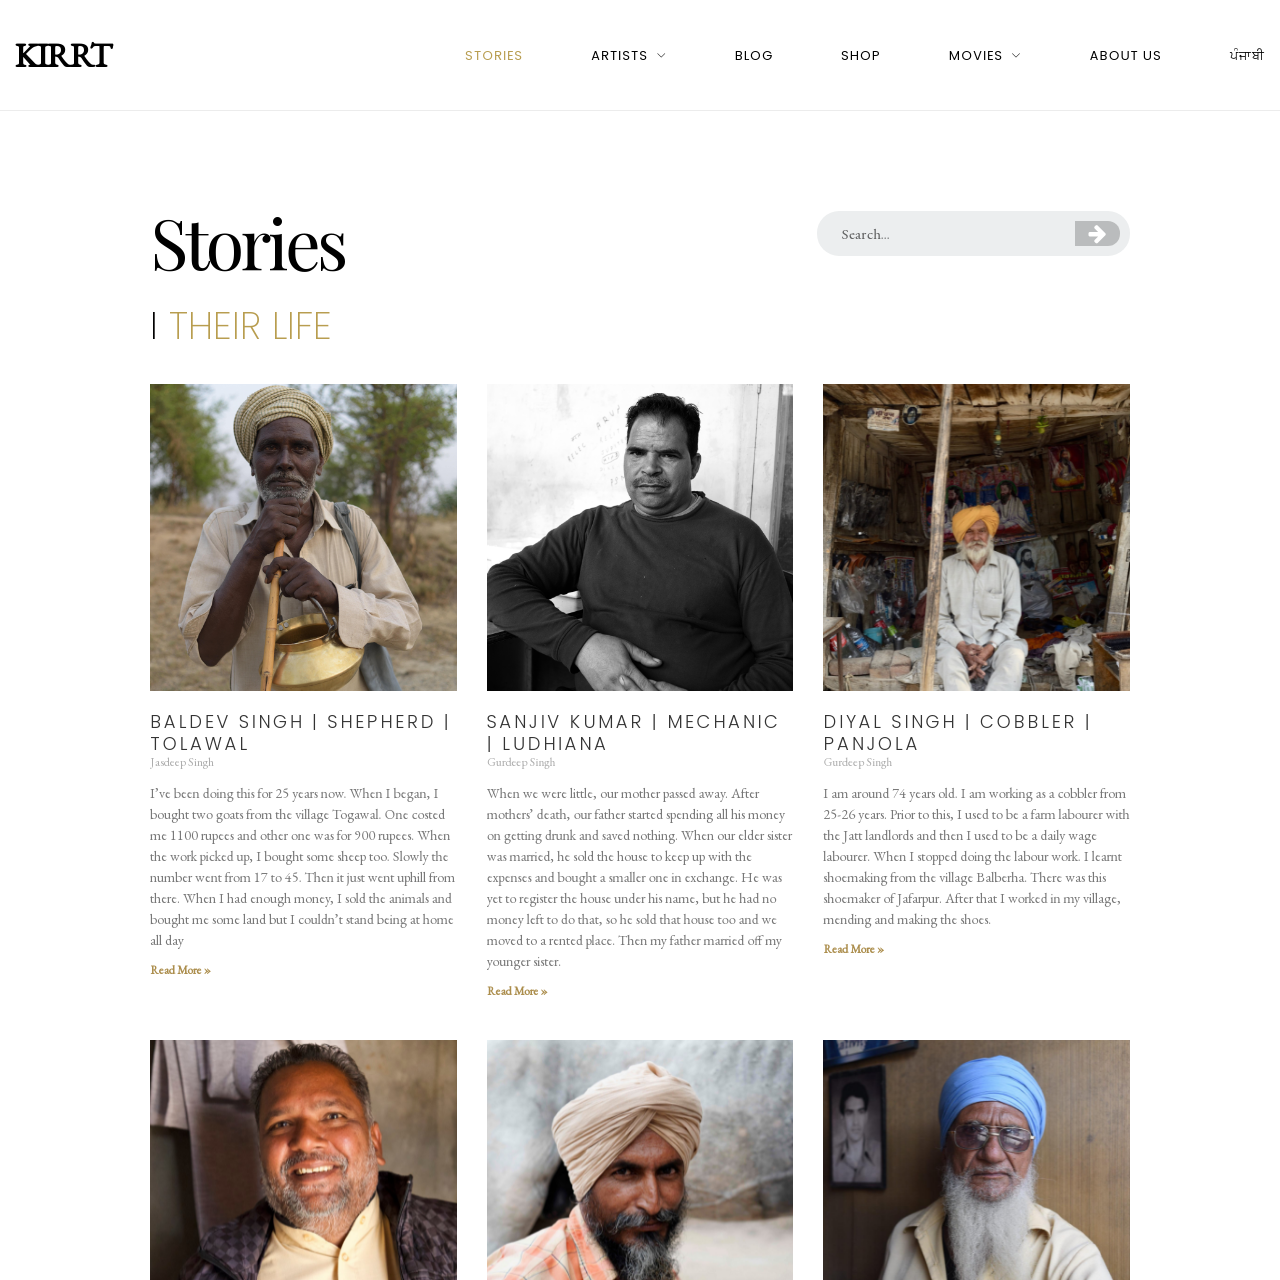 KIRRT
STORIES
ARTISTS
BLOG
SHOP
MOVIES
ABOUT US
ਪੰਜਾਬੀ
Stories
Search...
| THEIR LIFE
BALDEV SINGH | SHEPHERD |
TOLAWAL
Jasdeep Singh
I’ve been doing this for 25 years now. When I began, I
bought two goats from the village Togawal. One costed
me 1100 rupees and other one was for 900 rupees. When
the work picked up, I bought some sheep too. Slowly the
number went from 17 to 45. Then it just went uphill from
there. When I had enough money, I sold the animals and
bought me some land but I couldn’t stand being at home
all day
Read More »
SANJIV KUMAR | MECHANIC
| LUDHIANA
Gurdeep Singh
When we were little, our mother passed away. After
mothers’ death, our father started spending all his money
on getting drunk and saved nothing. When our elder sister
was married, he sold the house to keep up with the
expenses and bought a smaller one in exchange. He was
yet to register the house under his name, but he had no
money left to do that, so he sold that house too and we
moved to a rented place. Then my father married off my
younger sister.
Read More »
DIYAL SINGH | COBBLER |
PANJOLA
Gurdeep Singh
I am around 74 years old. I am working as a cobbler from
25-26 years. Prior to this, I used to be a farm labourer with
the Jatt landlords and then I used to be a daily wage
labourer. When I stopped doing the labour work. I learnt
shoemaking from the village Balberha. There was this
shoemaker of Jafarpur. After that I worked in my village,
mending and making the shoes.
Read More »